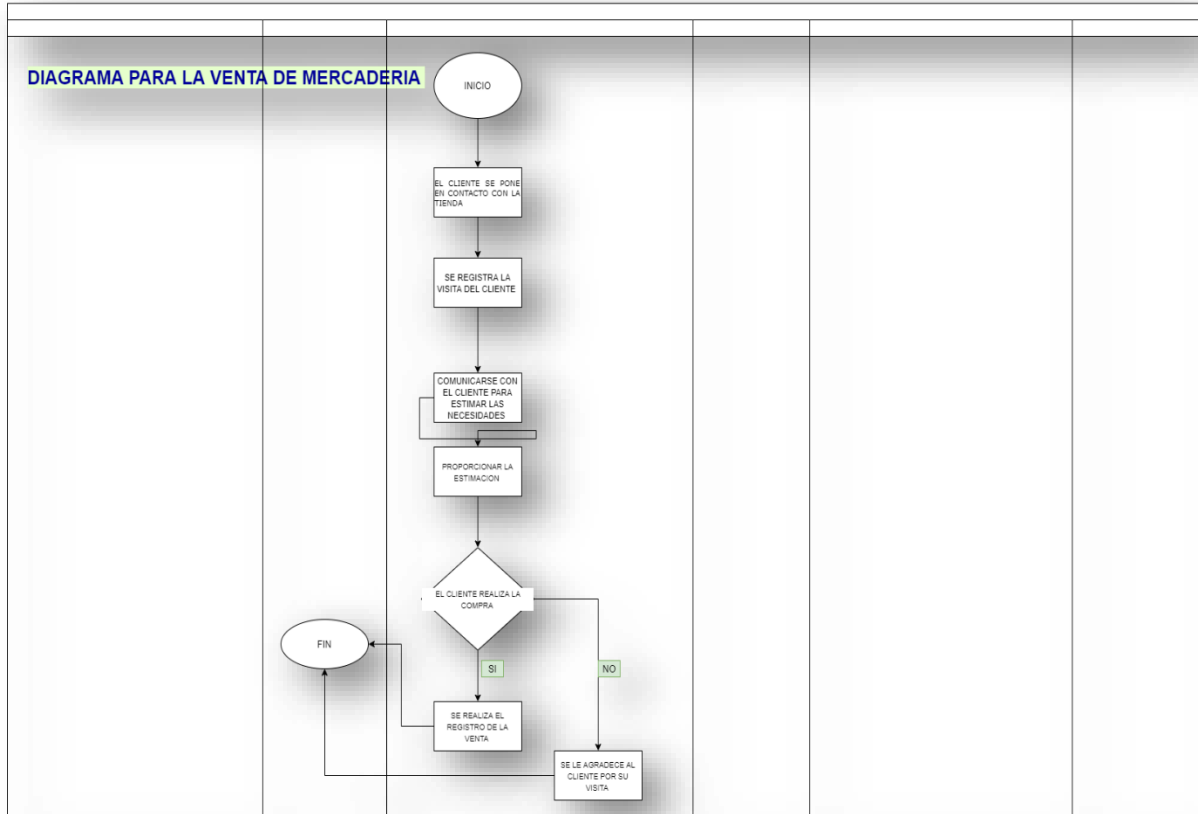 DIAGRAMA PARA LA VENTA DE MERCADERIA
INICIO
EL CLIENTE SE PONE
EN CONTACTO CON LA
TIENDA
SE REGISTRA LA
VISITA DEL CLIENTE
COMUNICARSE CON
EL CLIENTE PARA
ESTIMAR LAS
NECESIDADES
PROPORCIONAR LA
ESTIMACION
EL CLIENTE REALIZA LA
COMPRA
FIN
SI
NO
SE REALIZA EL
REGISTRO DE LA
VENTA
SE LE AGRADECE AL
CLIENTE POR SU
VISITA